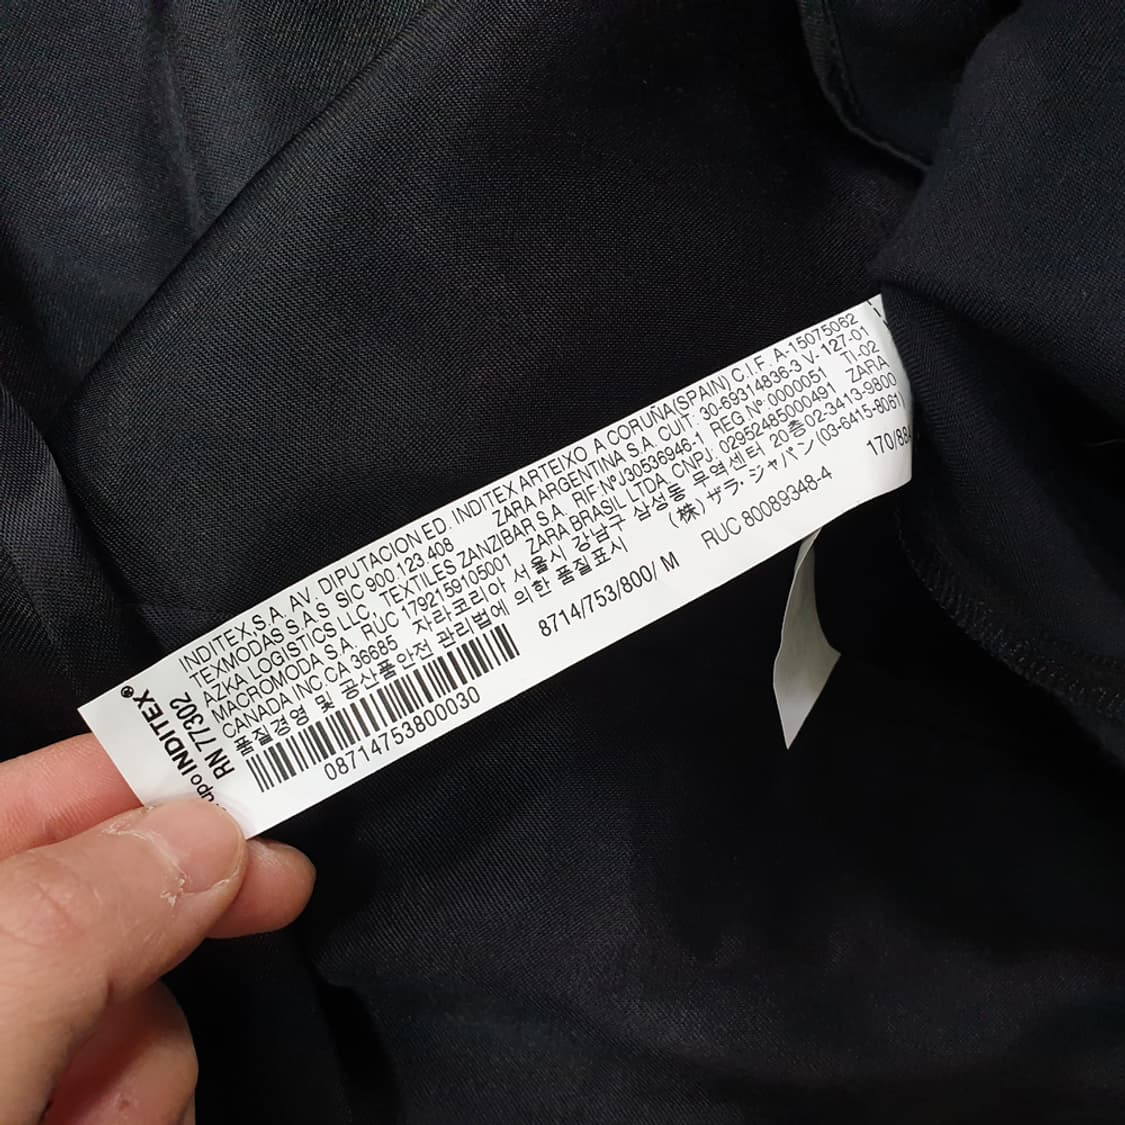 INDITEX,S.A. AV. DIPUTACION ED. INDITEX ARTEIXO A CORUÑA(SPAIN) C.I.F. A-15075062
TEXMODAS S.A.S S/C 900.123.408 ZARA ARGENTINA S.A. CUIT: 30-69314836-3 V-127-01
AZKA LOGISTICS LLC, TEXTILES ZANZIBAR S.A. RIF NºJ30536946-1 REG.Nº 0000051 TI-02
MACROMODA S.A., RUC 1792159105001 ZARA BRASIL LTDA. CNPJ: 02952485000491 ZARA
CANADA INC.CA 36685 자라코리아 서울시 강남구 삼성동 무역센터 20층02-3413-9800
품질경영 및 공산품안전 관리법에 의한 품질표시 (株) ザラ・ジャパン (03-6415-8061)
08714753800030
8714/753/800/ M
RUC 80089348-4
170/88
INDITEX®
RN 77302